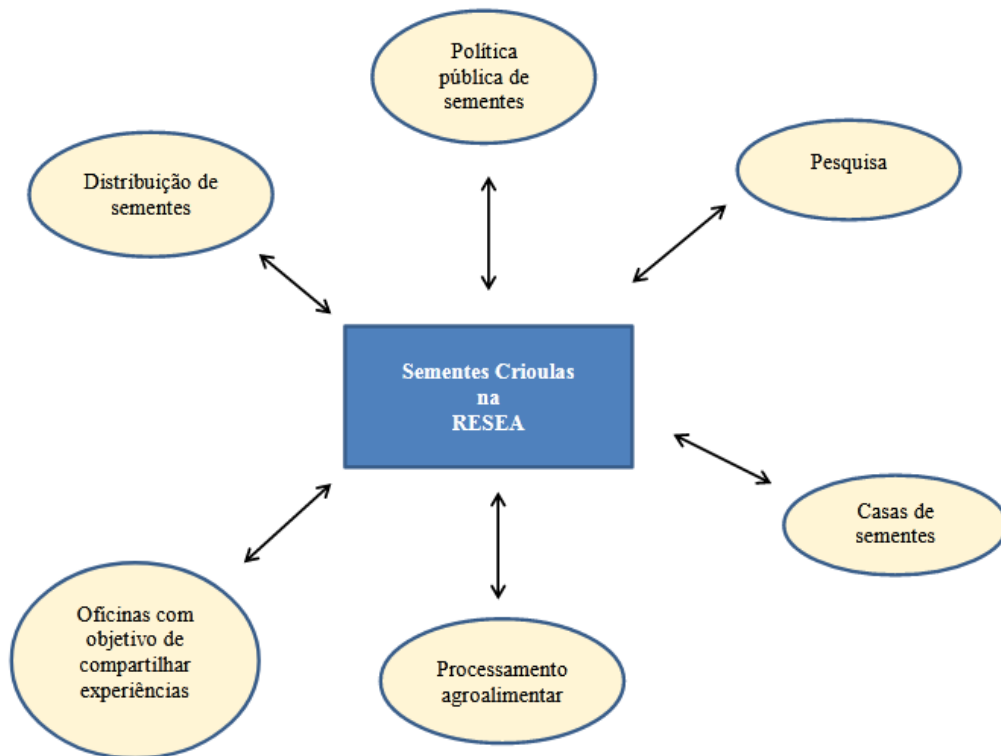 Política
pública de
sementes
Pesquisa
Distribuição de
sementes
Sementes Crioulas
na
RESEA
Casas de
sementes
Oficinas com
objetivo de
compartilhar
experiências
Processamento
agroalimentar